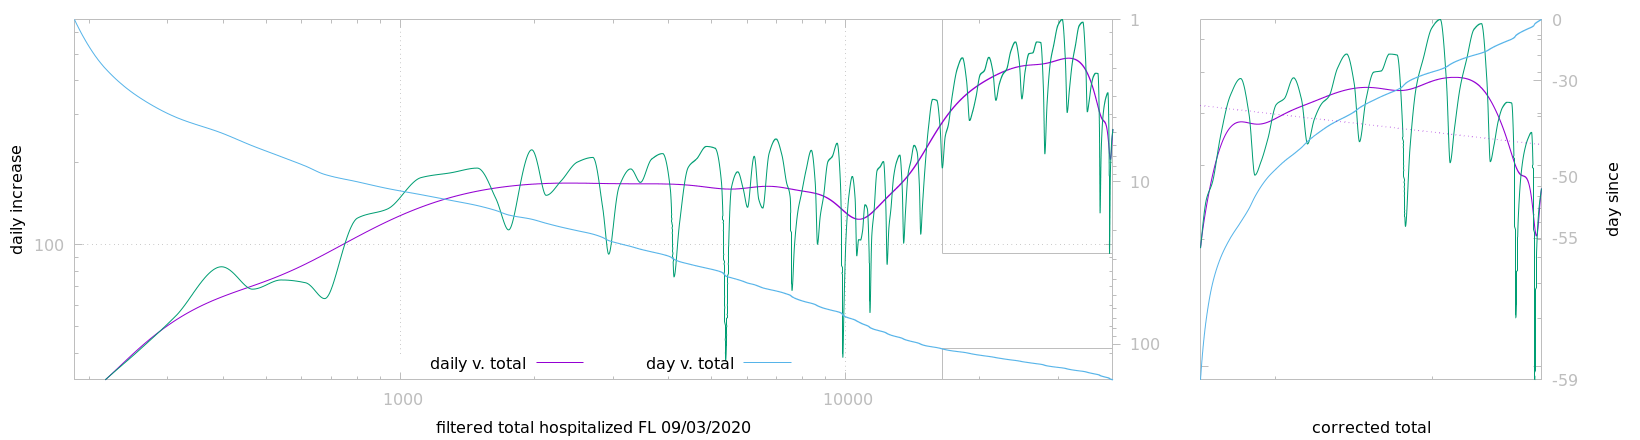 daily increase
100
1000
10000
daily v. total
day v. total
filtered total hospitalized FL 09/03/2020
1
10
100
0
-30
-50
-55
-59
day since
corrected total